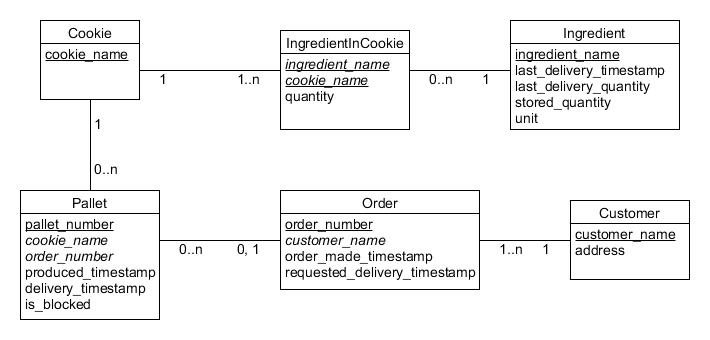 Cookie
cookie_name
IngredientInCookie
ingredient_name
cookie_name
quantity
Ingredient
ingredient_name
last_delivery_timestamp
last_delivery_quantity
stored_quantity
unit
1
1..n
0..n
1
1
0..n
Pallet
pallet_number
cookie_name
order_number
produced_timestamp
delivery_timestamp
is_blocked
Order
order_number
customer_name
order_made_timestamp
requested_delivery_timestamp
Customer
customer_name
address
0..n
0, 1
1..n
1